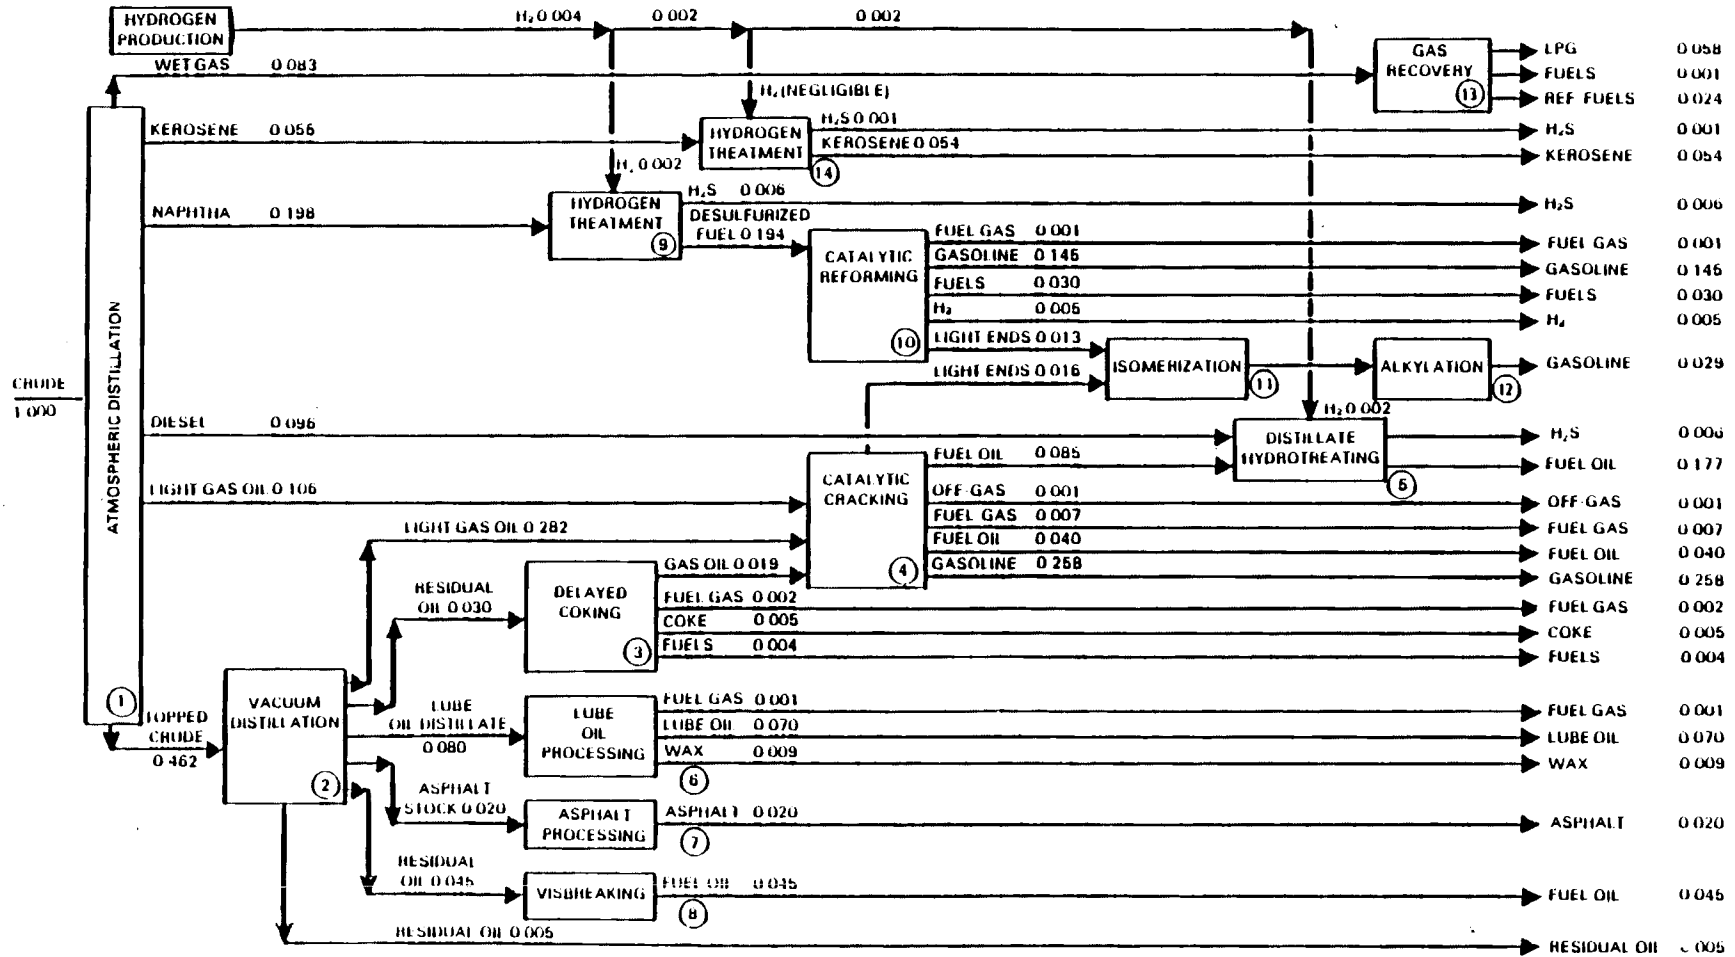 HYDROGEN
PRODUCTION
H₂ 0.004
0.002
0.002
WET GAS 0.083
GAS
RECOVERY
13
LPG 0.058
FUELS 0.001
REF FUELS 0.024
H₂ (NEGLIGIBLE)
KEROSENE 0.056
HYDROGEN
TREATMENT
14
H₂S 0.001
KEROSENE 0.054
H₂S 0.001
KEROSENE 0.054
H₂ 0.002
NAPHTHA 0.198
HYDROGEN
TREATMENT
9
H₂S 0.006
DESULFURIZED
FUEL 0.194
H₂S 0.006
CATALYTIC
REFORMING
10
FUEL GAS 0.001
GASOLINE 0.146
FUELS 0.030
H₂ 0.005
LIGHT ENDS 0.013
LIGHT ENDS 0.016
FUEL GAS 0.001
GASOLINE 0.146
FUELS 0.030
H₂ 0.005
ISOMERIZATION
11
ALKYLATION
12
GASOLINE 0.029
CRUDE
1.000
ATMOSPHERIC DISTILLATION
1
DIESEL 0.096
H₂ 0.002
DISTILLATE
HYDROTREATING
5
H₂S
FUEL OIL 0.177
LIGHT GAS OIL 0.106
CATALYTIC
CRACKING
4
FUEL OIL 0.085
OFF-GAS 0.001
FUEL GAS 0.007
FUEL OIL 0.040
GASOLINE 0.258
OFF-GAS 0.001
FUEL GAS 0.007
FUEL OIL 0.040
GASOLINE 0.258
LIGHT GAS OIL 0.282
RESIDUAL
OIL 0.030
DELAYED
COKING
3
GAS OIL 0.019
FUEL GAS 0.002
COKE 0.005
FUELS 0.004
FUEL GAS 0.002
COKE 0.005
FUELS 0.004
TOPPED
CRUDE
0.462
VACUUM
DISTILLATION
2
LUBE
OIL DISTILLATE
0.080
LUBE
OIL
PROCESSING
6
FUEL GAS 0.001
LUBE OIL 0.070
WAX 0.009
FUEL GAS 0.001
LUBE OIL 0.070
WAX 0.009
ASPHALT
STOCK 0.020
ASPHALT
PROCESSING
7
ASPHALT 0.020
ASPHALT 0.020
RESIDUAL
OIL 0.045
VISBREAKING
8
FUEL OIL 0.045
FUEL OIL 0.045
RESIDUAL OIL 0.005
RESIDUAL OIL 0.005